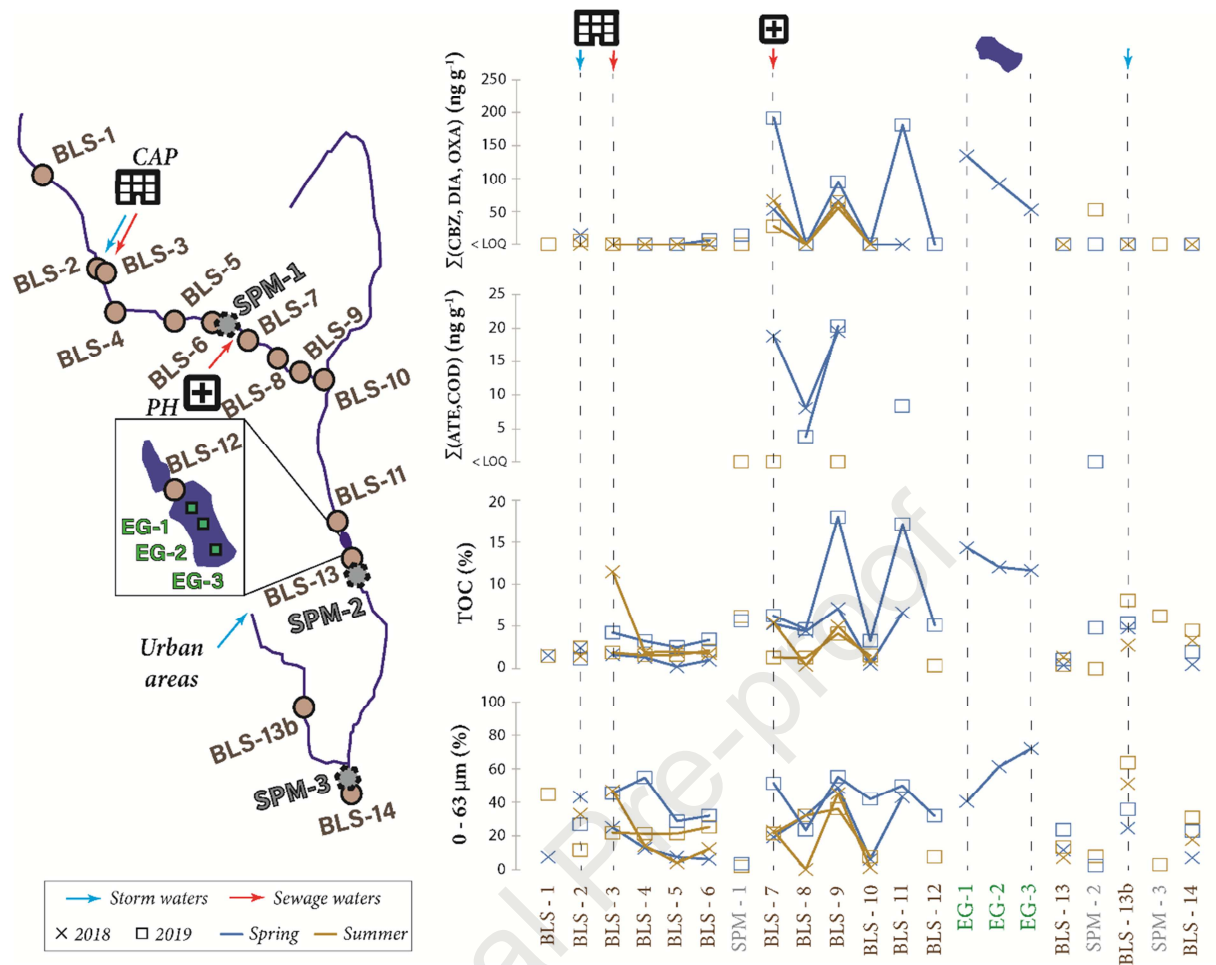 BLS-1
CAP
BLS-2
BLS-3
BLS-4
BLS-5
SPM-1
BLS-6
BLS-7
BLS-8
BLS-9
PH
BLS-10
BLS-12
BLS-11
EG-1
EG-2
EG-3
BLS-13
SPM-2
Urban
areas
BLS-13b
SPM-3
BLS-14
Storm waters
Sewage waters
2018
2019
Spring
Summer
Σ(CBZ, DIA, OXA) (ng g⁻¹)
250
200
150
100
50
< LOQ
Σ(ATE,COD) (ng g⁻¹)
25
20
15
10
5
< LOQ
TOC (%)
20
15
10
5
0
0 - 63 µm (%)
100
80
60
40
20
0
BLS - 1
BLS - 2
BLS - 3
BLS - 4
BLS - 5
BLS - 6
SPM - 1
BLS - 7
BLS - 8
BLS - 9
BLS - 10
BLS - 11
BLS - 12
EG-1
EG-2
EG-3
BLS - 13
SPM - 2
BLS - 13b
SPM - 3
BLS - 14
al Pre-proof